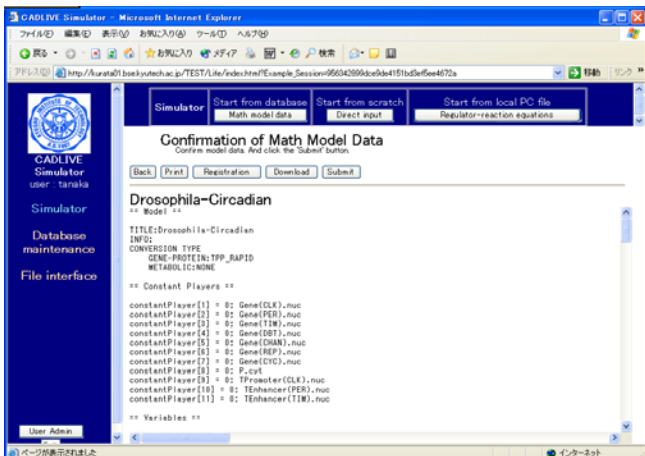 CADLIVE Simulator - Microsoft Internet Explorer
ファイル(F) 編集(E) 表示(V) お気に入り(A) ツール(T) ヘルプ(H)
戻る お気に入り メディア 検索
アドレス(D) 移動 リンク
Simulator
Start from database
Math model data
Start from scratch
Direct input
Start from local PC file
Regulator-reaction equations
CADLIVE
Simulator
user : tanaka
Simulator
Database
maintenance
File interface
User Admin
Confirmation of Math Model Data
Confirm model data. And click the 'Submit' button.
Back Print Registration Download Submit
Drosophila-Circadian
== Model ==
TITLE:Drosophila-Circadian
INFO:
CONVERSION TYPE
GENE-PROTEIN:TPP_RAPID
METABOLIC:NONE
== Constant Players ==
constantPlayer[1] = 0; Gene(CLK).nuc
constantPlayer[2] = 0; Gene(PER).nuc
constantPlayer[3] = 0; Gene(TIM).nuc
constantPlayer[4] = 0; Gene(DBT).nuc
constantPlayer[5] = 0; Gene(CHAN).nuc
constantPlayer[6] = 0; Gene(REP).nuc
constantPlayer[7] = 0; Gene(CYC).nuc
constantPlayer[8] = 0; P.cyt
constantPlayer[9] = 0; TPromoter(CLK).nuc
constantPlayer[10] = 0; TEnhancer(PER).nuc
constantPlayer[11] = 0; TEnhancer(TIM).nuc
== Variables ==
ページが表示されました インターネット